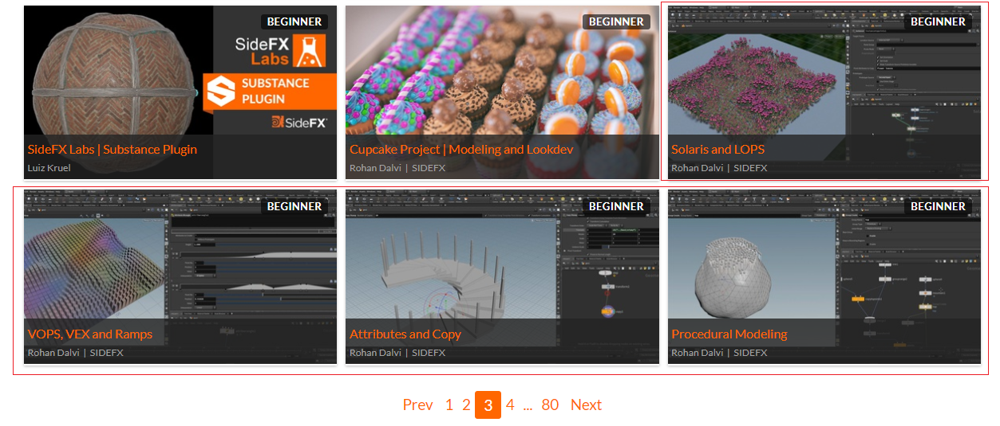 BEGINNER
SideFX
Labs
SUBSTANCE
PLUGIN
SideFX
SideFX Labs | Substance Plugin
Luiz Kruel
BEGINNER
Cupcake Project | Modeling and Lookdev
Rohan Dalvi | SIDEFX
BEGINNER
Solaris and LOPS
Rohan Dalvi | SIDEFX
BEGINNER
VOPS, VEX and Ramps
Rohan Dalvi | SIDEFX
BEGINNER
Attributes and Copy
Rohan Dalvi | SIDEFX
BEGINNER
Procedural Modeling
Rohan Dalvi | SIDEFX
Prev 1 2 3 4 ... 80 Next